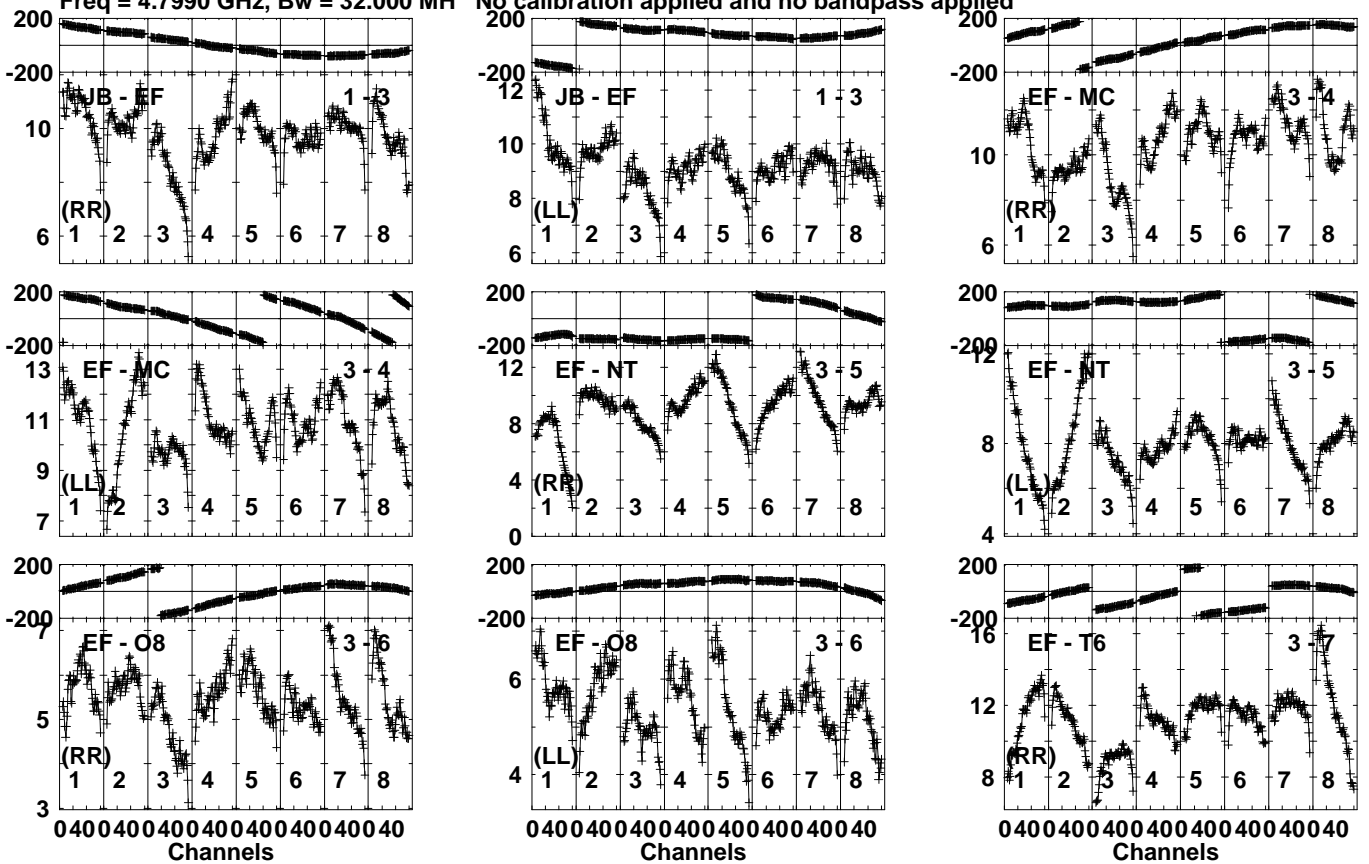 Freq = 4.7990 GHz, Bw = 32.000 MH No calibration applied and no bandpass applied
200
-200
10
6
JB - EF 1 - 3
(RR)
1 2 3 4 5 6 7 8
200
-200
12
10
8
6
JB - EF 1 - 3
(LL)
1 2 3 4 5 6 7 8
200
-200
10
6
EF - MC 3 - 4
(RR)
1 2 3 4 5 6 7 8
200
-200
13
11
9
7
EF - MC 3 - 4
(LL)
1 2 3 4 5 6 7 8
200
-200
12
8
4
0
EF - NT 3 - 5
(RR)
1 2 3 4 5 6 7 8
200
-200
12
8
4
EF - NT 3 - 5
(LL)
1 2 3 4 5 6 7 8
200
-200
7
5
3
EF - O8 3 - 6
(RR)
1 2 3 4 5 6 7 8
0 40 0 40 0 40 0 40 0 40 0 40 0 40 0 40
Channels
200
-200
6
4
EF - O8 3 - 6
(LL)
1 2 3 4 5 6 7 8
0 40 0 40 0 40 0 40 0 40 0 40 0 40 0 40
Channels
200
-200
16
12
8
EF - T6 3 - 7
(RR)
1 2 3 4 5 6 7 8
0 40 0 40 0 40 0 40 0 40 0 40 0 40 0 40
Channels